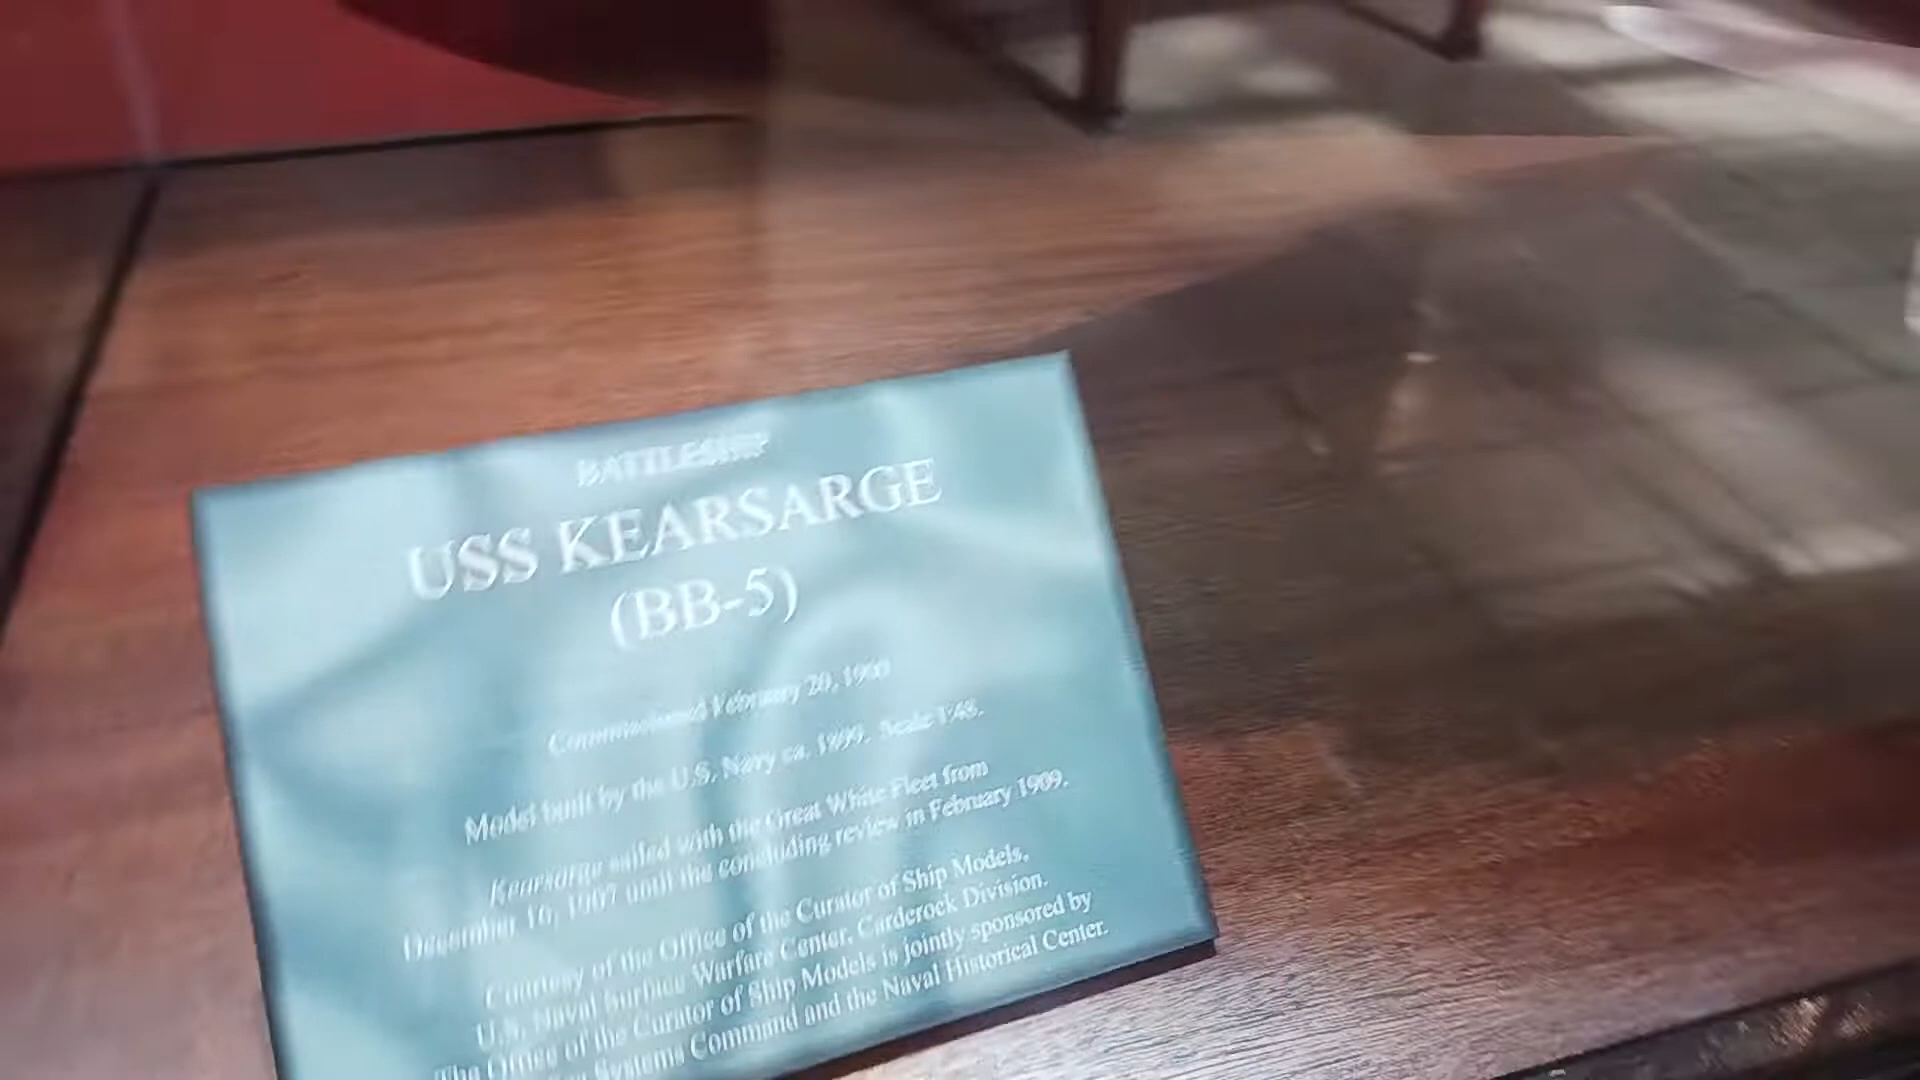 BATTLESHIP
USS KEARSARGE
(BB-5)
Commissioned February 20, 1900
Model built by the U.S. Navy ca. 1899. Scale 1:48.
Kearsarge sailed with the Great White Fleet from
December 16, 1907 until the concluding review in February 1909.
Courtesy of the Office of the Curator of Ship Models,
U.S. Naval Surface Warfare Center, Carderock Division.
The Office of the Curator of Ship Models is jointly sponsored by
Systems Command and the Naval Historical Center.